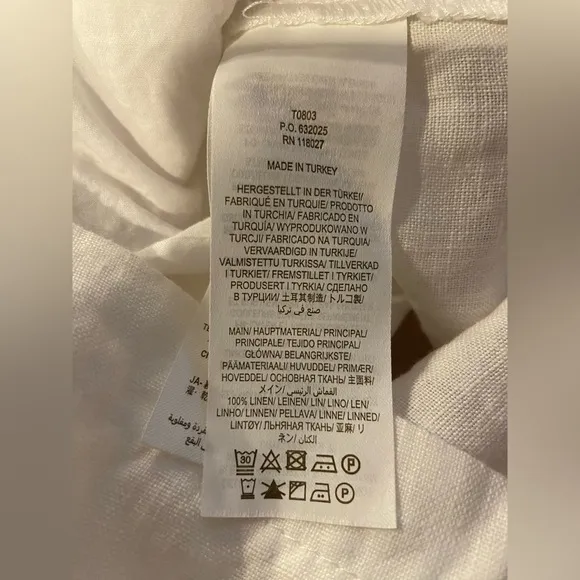 T0803
P.O. 632025
RN 118027
MADE IN TURKEY
HERGESTELLT IN DER TÜRKEI/
FABRIQUÉ EN TURQUIE/ PRODOTTO
IN TURCHIA/ FABRICADO EN
TURQUÍA/ WYPRODUKOWANO W
TURCJI/ FABRICADO NA TURQUIA/
VERVAARDIGD IN TURKIJE/
VALMISTETTU TURKISSA/ TILLVERKAD
I TURKIET/ FREMSTILLET I TYRKIET/
PRODUSERT I TYRKIA/ СДЕЛАНО
В ТУРЦИИ/ 土耳其制造/ トルコ製/
صنع في تركيا
MAIN/ HAUPTMATERIAL/ PRINCIPAL/
PRINCIPALE/ TEJIDO PRINCIPAL/
GŁÓWNA/ BELANGRIJKSTE/
PÄÄMATERIAALI/ HUVUDDEL/ PRIMÆR/
HOVEDDEL/ ОСНОВНАЯ ТКАНЬ/ 主面料/
メイン/ القماش الرئيسي/
100% LINEN/ LEINEN/ LIN/ LINO/ LEN/
LINHO/ LINNEN/ PELLAVA/ LINNE/ LINNED/
LINTØY/ ЛЬНЯНАЯ ТКАНЬ/ 亚麻/ リ
ネン/ الكتان/
30
P
P
JA-